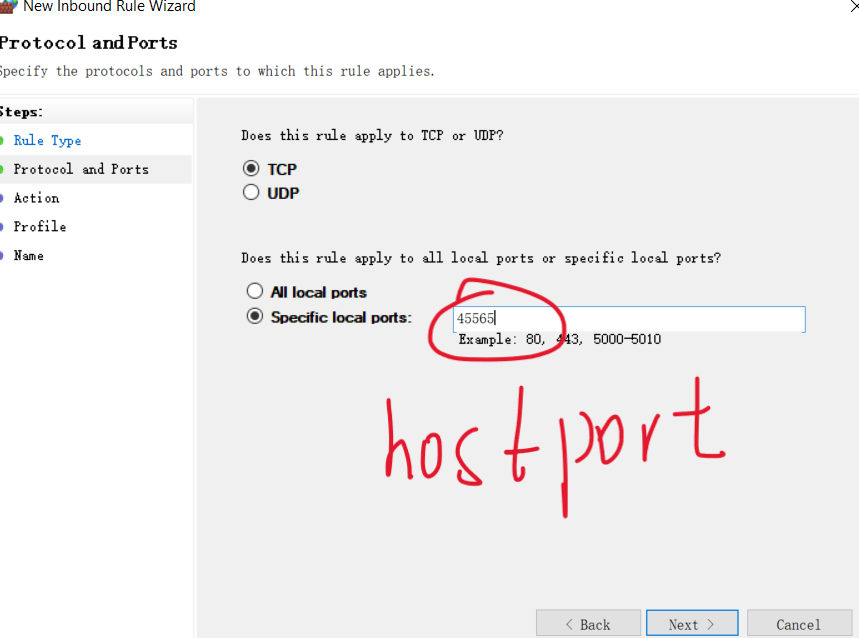 New Inbound Rule Wizard
Protocol and Ports
Specify the protocols and ports to which this rule applies.
Steps:
Rule Type
Protocol and Ports
Action
Profile
Name
Does this rule apply to TCP or UDP?
TCP
UDP
Does this rule apply to all local ports or specific local ports?
All local ports
Specific local ports:
45565
Example: 80, 443, 5000-5010
hostport
< Back
Next >
Cancel